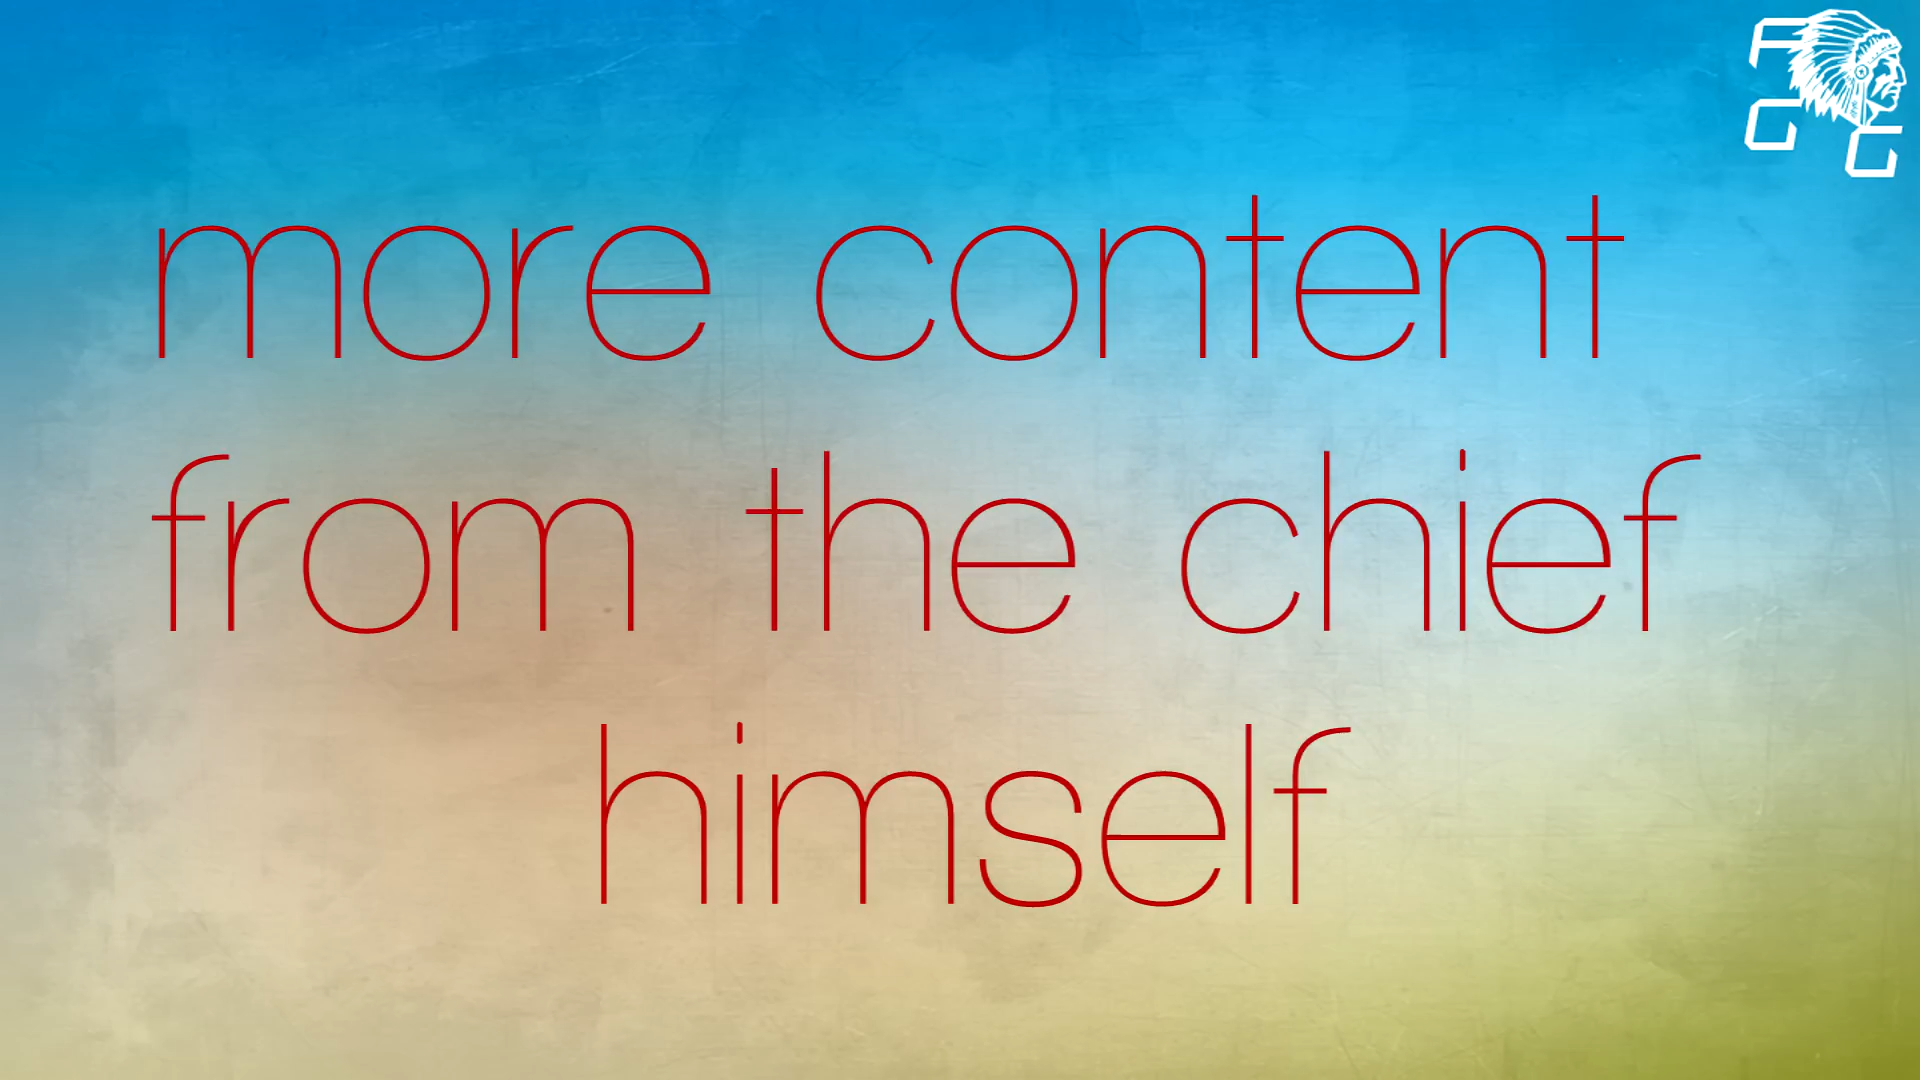 F
G
G
more content
from the chief
himself